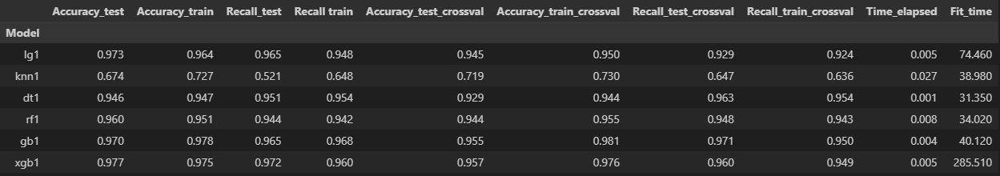 Accuracy_test Accuracy_train Recall_test Recall train Accuracy_test_crossval Accuracy_train_crossval Recall_test_crossval Recall_train_crossval Time_elapsed Fit_time
Model
lg1 0.973 0.964 0.965 0.948 0.945 0.950 0.929 0.924 0.005 74.460
knn1 0.674 0.727 0.521 0.648 0.719 0.730 0.647 0.636 0.027 38.980
dt1 0.946 0.947 0.951 0.954 0.929 0.944 0.963 0.954 0.001 31.350
rf1 0.960 0.951 0.944 0.942 0.944 0.955 0.948 0.943 0.008 34.020
gb1 0.970 0.978 0.965 0.968 0.955 0.981 0.971 0.950 0.004 40.120
xgb1 0.977 0.975 0.972 0.960 0.957 0.976 0.960 0.949 0.005 285.510